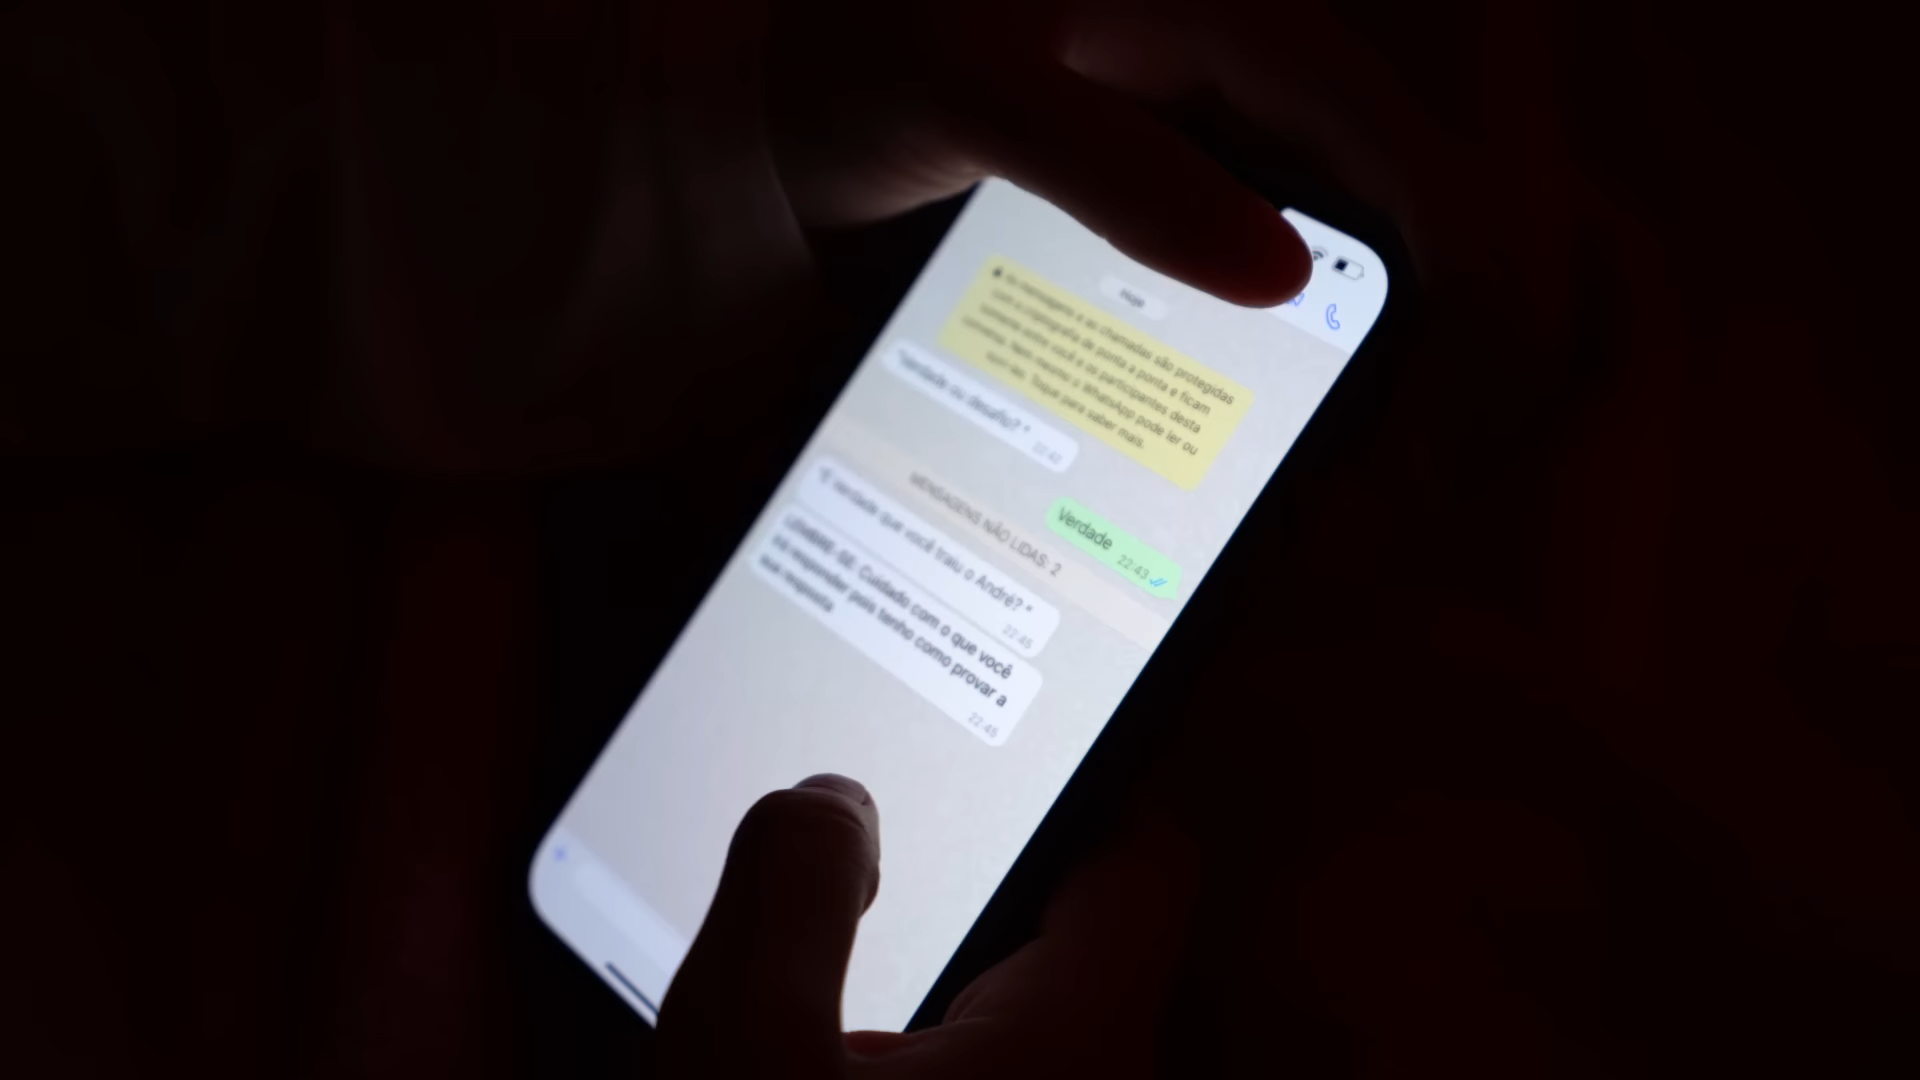 Hoje
As mensagens e as chamadas são protegidas
com a criptografia de ponta a ponta e ficam
somente entre você e os participantes desta
conversa. Nem mesmo o WhatsApp pode ler ou
ouvi-las. Toque para saber mais.
"Verdade ou desafio? "
22:42
Verdade
22:43
MENSAGENS NÃO LIDAS: 2
"É Verdade que você traiu o André? "
22:45
LEMBRE-SE: Cuidado com o que você
irá responder pois tenho como provar a
sua resposta
22:45